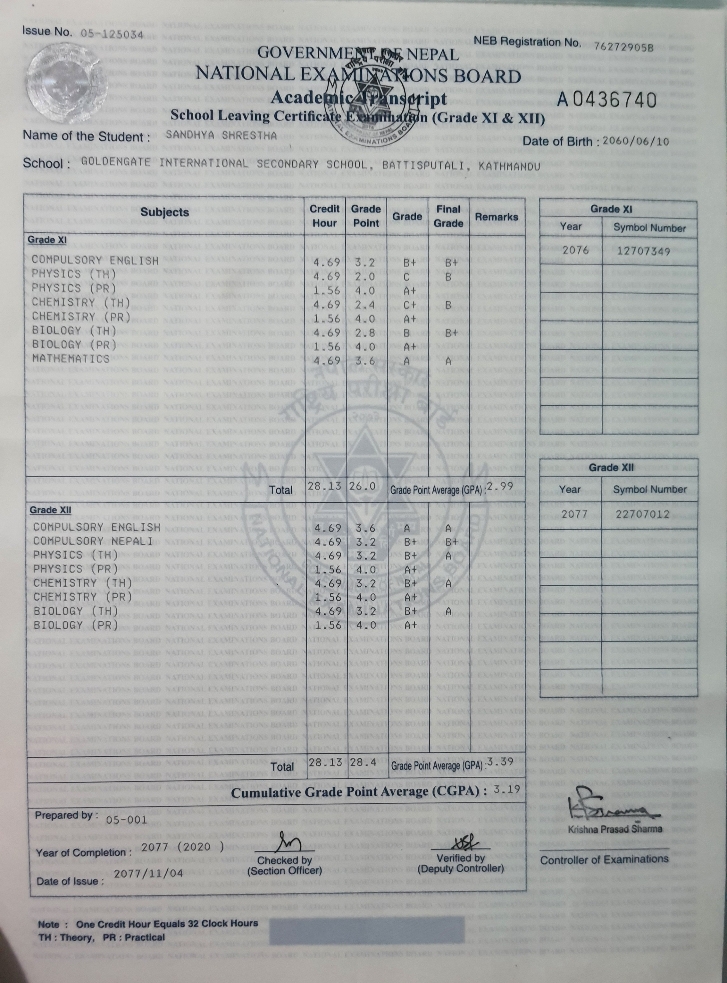 Issue No. 05-125034
NEB Registration No. 762729058
GOVERNMENT OF NEPAL
NATIONAL EXAMINATIONS BOARD
Academic Transcript
A0436740
School Leaving Certificate Examination (Grade XI & XII)
Name of the Student : SANDHYA SHRESTHA
Date of Birth : 2060/06/10
School : GOLDENGATE INTERNATIONAL SECONDARY SCHOOL, BATTISPUTALI, KATHMANDU
Subjects Credit Hour Grade Point Grade Final Grade Remarks
Grade XI
COMPULSORY ENGLISH 4.69 3.2 B+ B+
PHYSICS (TH) 4.69 2.0 C B
PHYSICS (PR) 1.56 4.0 A+
CHEMISTRY (TH) 4.69 2.4 C+ B
CHEMISTRY (PR) 1.56 4.0 A+
BIOLOGY (TH) 4.69 2.8 B B+
BIOLOGY (PR) 1.56 4.0 A+
MATHEMATICS 4.69 3.6 A A
Total 28.13 26.0 Grade Point Average (GPA) : 2.99
Grade XII
COMPULSORY ENGLISH 4.69 3.6 A A
COMPULSORY NEPALI 4.69 3.2 B+ B+
PHYSICS (TH) 4.69 3.2 B+ A
PHYSICS (PR) 1.56 4.0 A+
CHEMISTRY (TH) 4.69 3.2 B+ A
CHEMISTRY (PR) 1.56 4.0 A+
BIOLOGY (TH) 4.69 3.2 B+ A
BIOLOGY (PR) 1.56 4.0 A+
Total 28.13 28.4 Grade Point Average (GPA) : 3.39
Cumulative Grade Point Average (CGPA) : 3.19
Grade XI
Year Symbol Number
2076 12707349
Grade XII
Year Symbol Number
2077 22707012
Prepared by : 05-001
Year of Completion : 2077 (2020 )
Date of Issue : 2077/11/04
Checked by
(Section Officer)
Verified by
(Deputy Controller)
Krishna Prasad Sharma
Controller of Examinations
Note : One Credit Hour Equals 32 Clock Hours
TH : Theory, PR : Practical
राष्ट्रिय परीक्षा बोर्ड